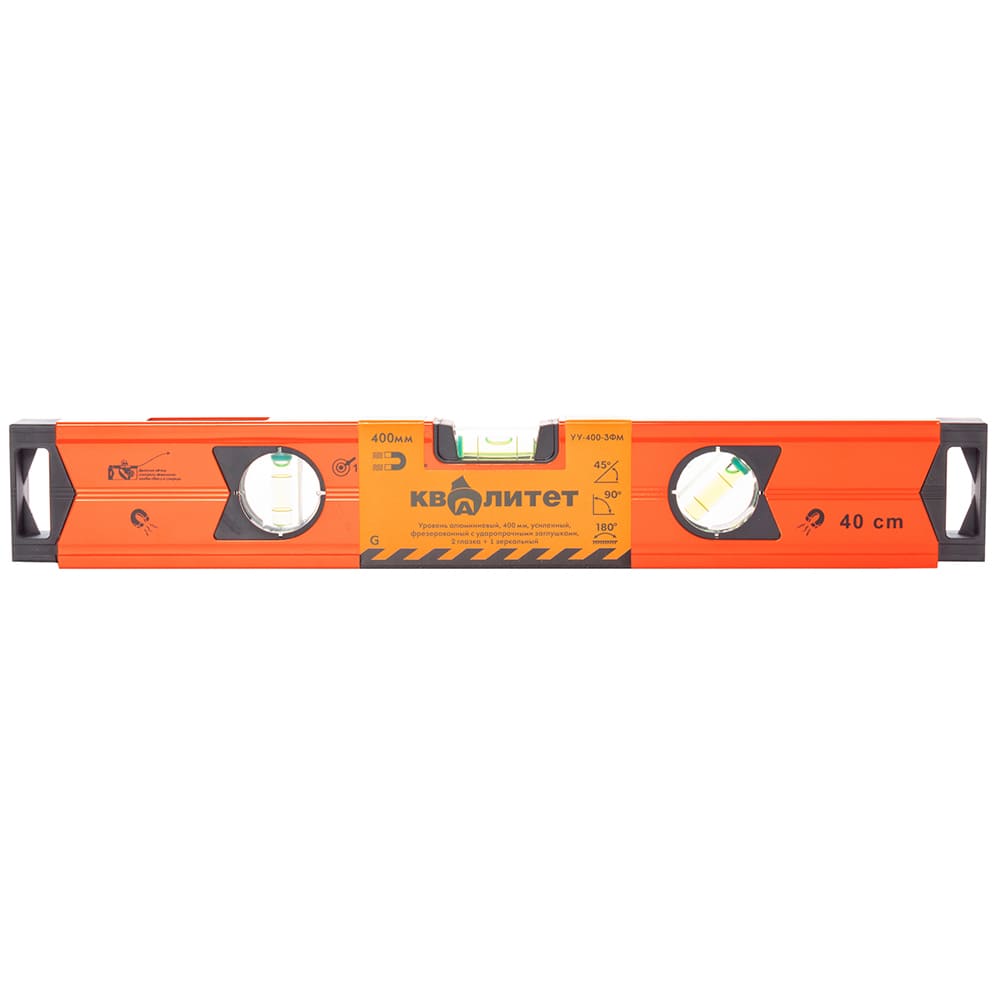 400мм
УУ-400-3ФМ
КВАЛИТЕТ
45°
90°
180°
Уровень алюминиевый, 400 мм, усиленный,
фрезерованный с ударопрочными заглушками,
2 глазка + 1 зеркальный
G
1
40 cm